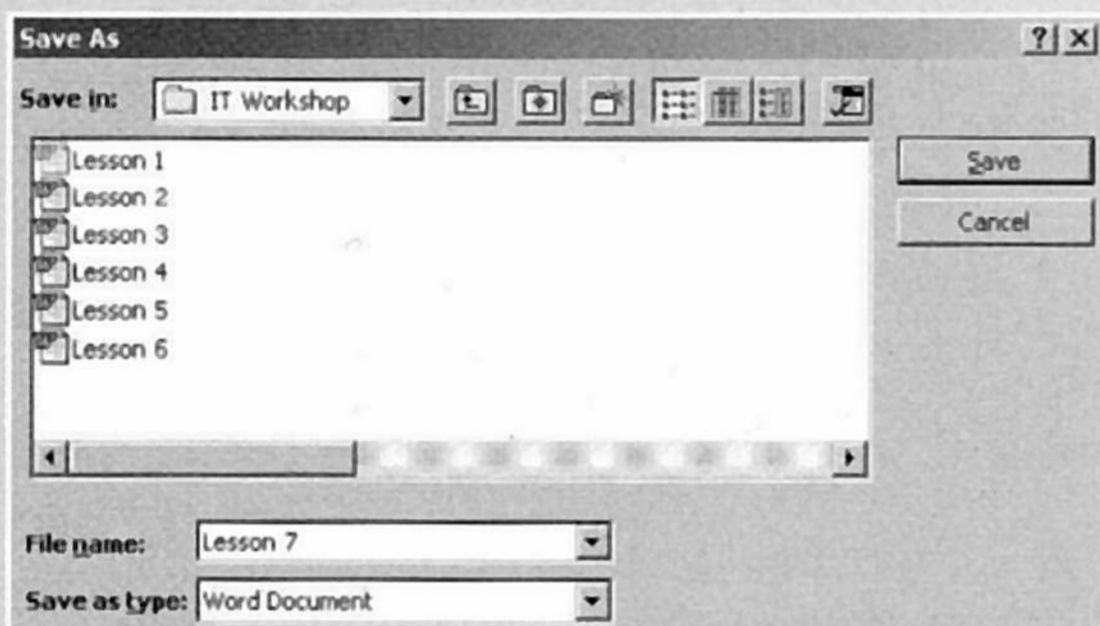 Save As
Save in: IT Workshop
Lesson 1
Lesson 2
Lesson 3
Lesson 4
Lesson 5
Lesson 6
Save
Cancel
File name: Lesson 7
Save as type: Word Document